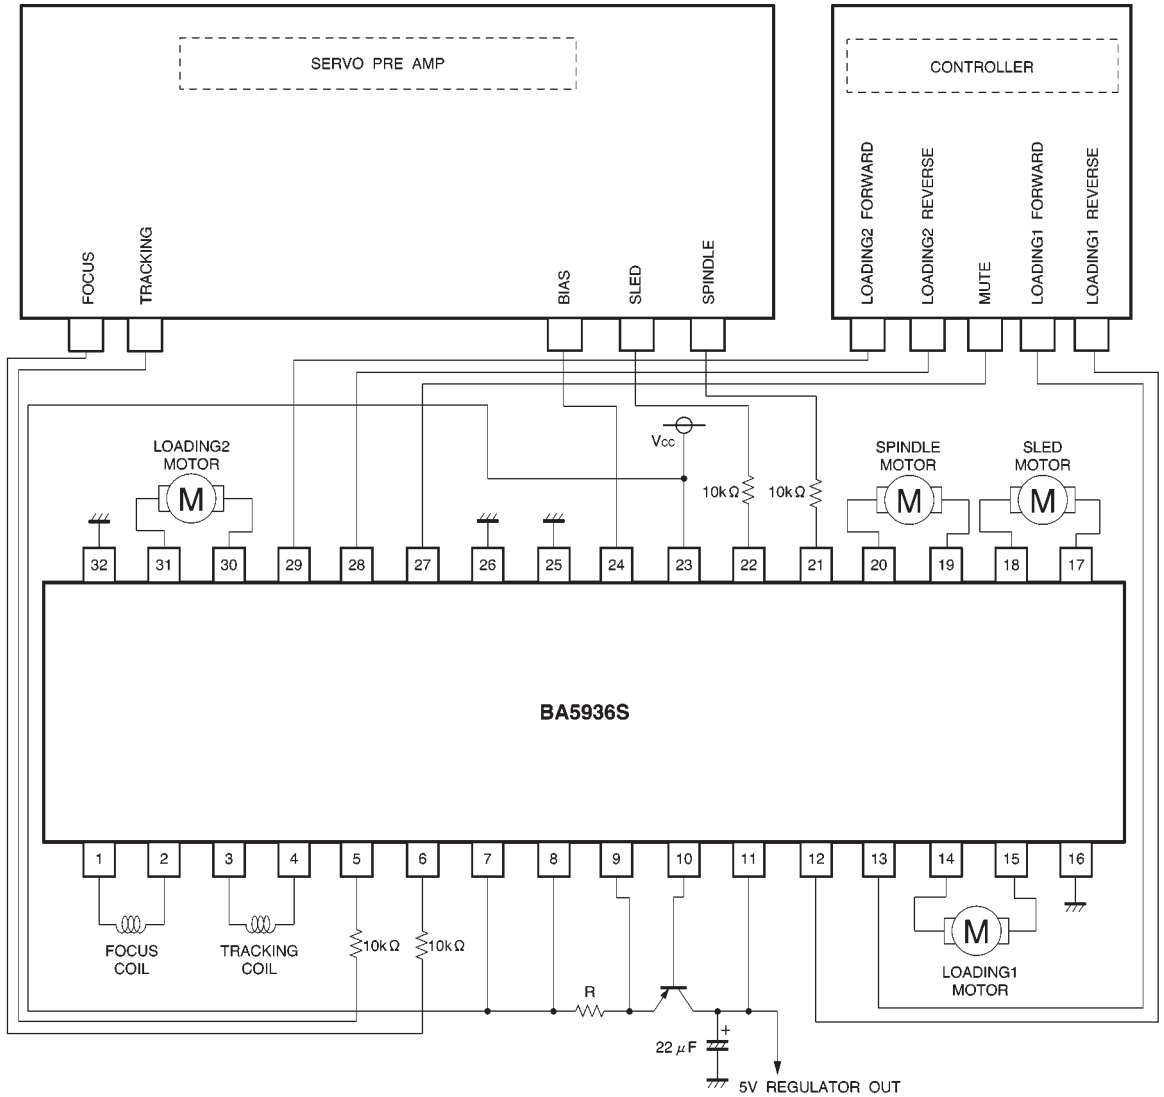 SERVO PRE AMP
CONTROLLER
FOCUS
TRACKING
BIAS
SLED
SPINDLE
LOADING2 FORWARD
LOADING2 REVERSE
MUTE
LOADING1 FORWARD
LOADING1 REVERSE
LOADING2
MOTOR
M
Vcc
10kΩ
10kΩ
SPINDLE
MOTOR
M
SLED
MOTOR
M
32 31 30 29 28 27 26 25 24 23 22 21 20 19 18 17
BA5936S
1 2 3 4 5 6 7 8 9 10 11 12 13 14 15 16
FOCUS
COIL
TRACKING
COIL
10kΩ
10kΩ
R
+
22 μF
5V REGULATOR OUT
M
LOADING1
MOTOR